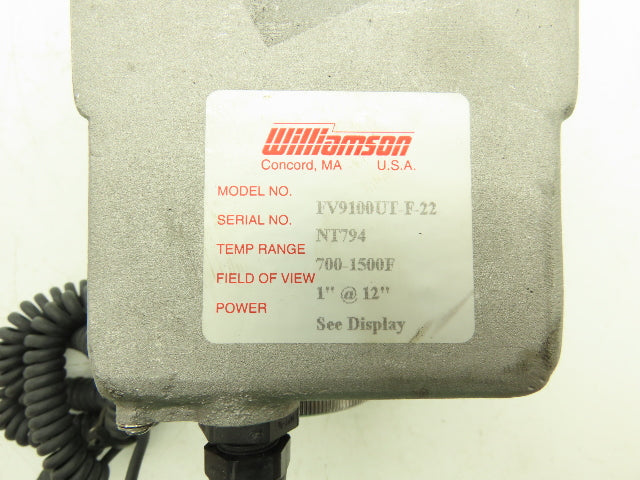 Williamson
Concord, MA U.S.A.
MODEL NO. FV9100UT-F-22
SERIAL NO. NT794
TEMP RANGE 700-1500F
FIELD OF VIEW 1" @ 12"
POWER See Display